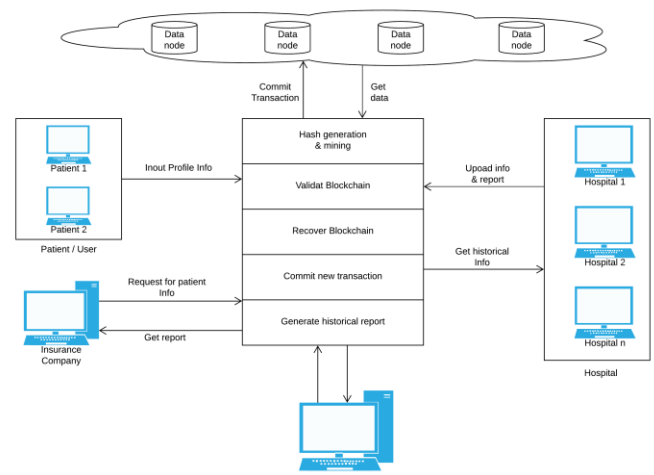 Data
node
Data
node
Data
node
Data
node
Commit
Transaction
Get
data
Patient 1
Patient 2
Patient / User
Inout Profile Info
Hash generation
& mining
Validat Blockchain
Recover Blockchain
Commit new transaction
Generate historical report
Upoad info
& report
Get historical
Info
Hospital 1
Hospital 2
Hospital n
Hospital
Request for patient
Info
Get report
Insurance
Company